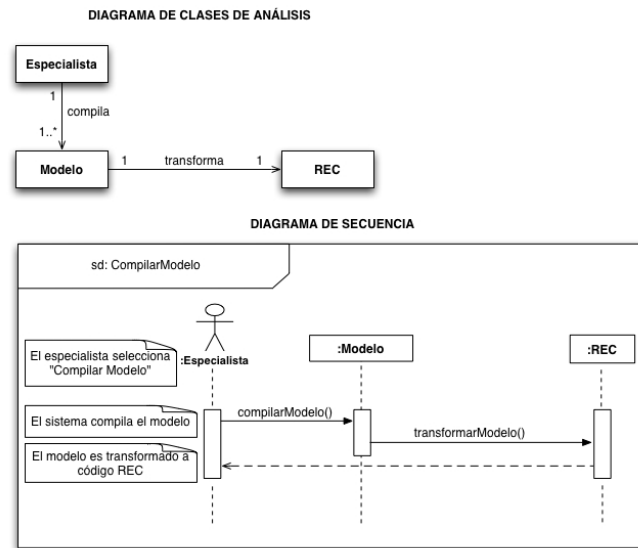 DIAGRAMA DE CLASES DE ANÁLISIS
Especialista
1
compila
1..*
Modelo
1 transforma 1
REC
DIAGRAMA DE SECUENCIA
sd: CompilarModelo
El especialista selecciona
"Compilar Modelo"
:Especialista
:Modelo
:REC
El sistema compila el modelo
compilarModelo()
transformarModelo()
El modelo es transformado a
código REC